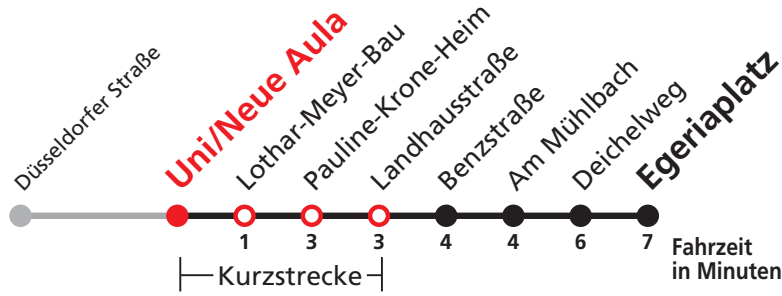 Düsseldorfer Straße
Uni/Neue Aula
Lothar-Meyer-Bau
Pauline-Krone-Heim
Landhausstraße
Benzstraße
Am Mühlbach
Deichelweg
Egeriaplatz
1 3 3 4 4 6 7
Fahrzeit
in Minuten
Kurzstrecke